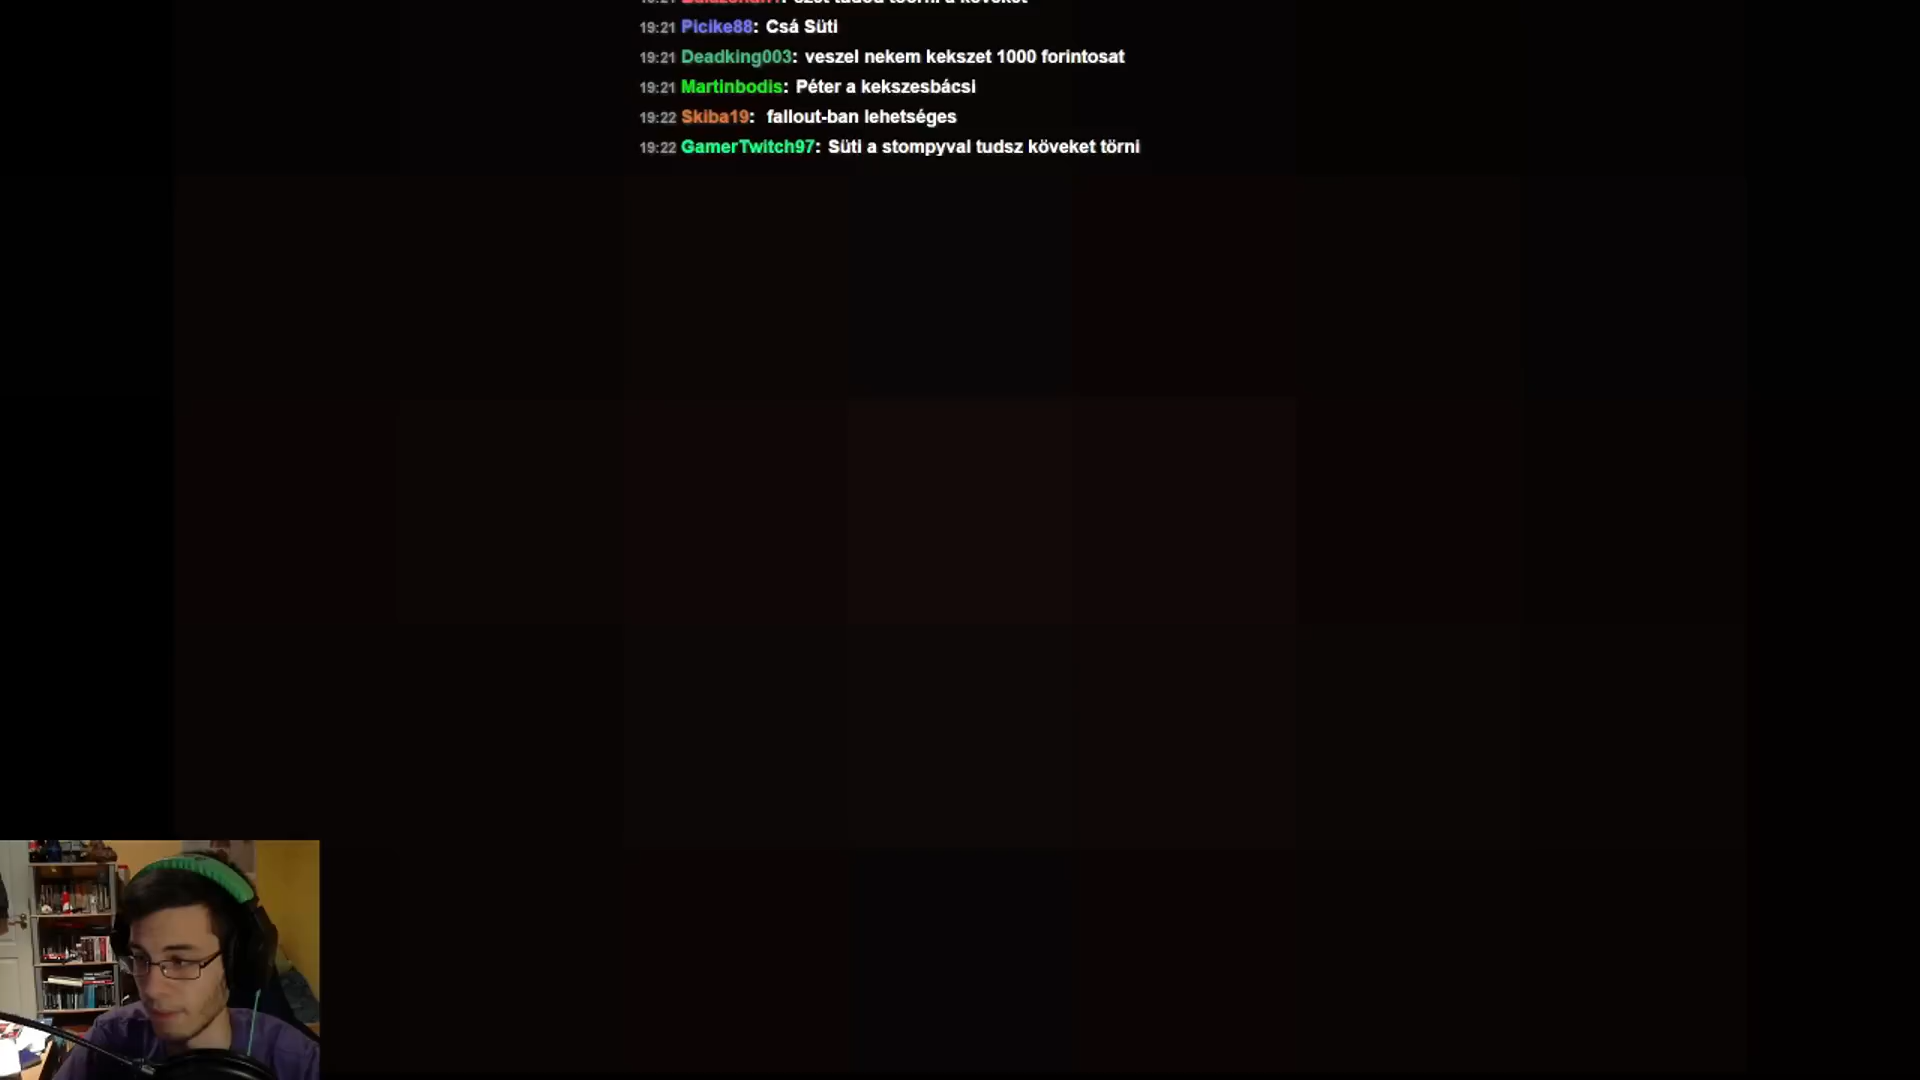 19:21 Picike88: Csá Süti
19:21 Deadking003: veszel nekem kekszet 1000 forintosat
19:21 Martinbodis: Péter a kekszesbácsi
19:22 Skiba19: fallout-ban lehetséges
19:22 GamerTwitch97: Süti a stompyval tudsz köveket törni